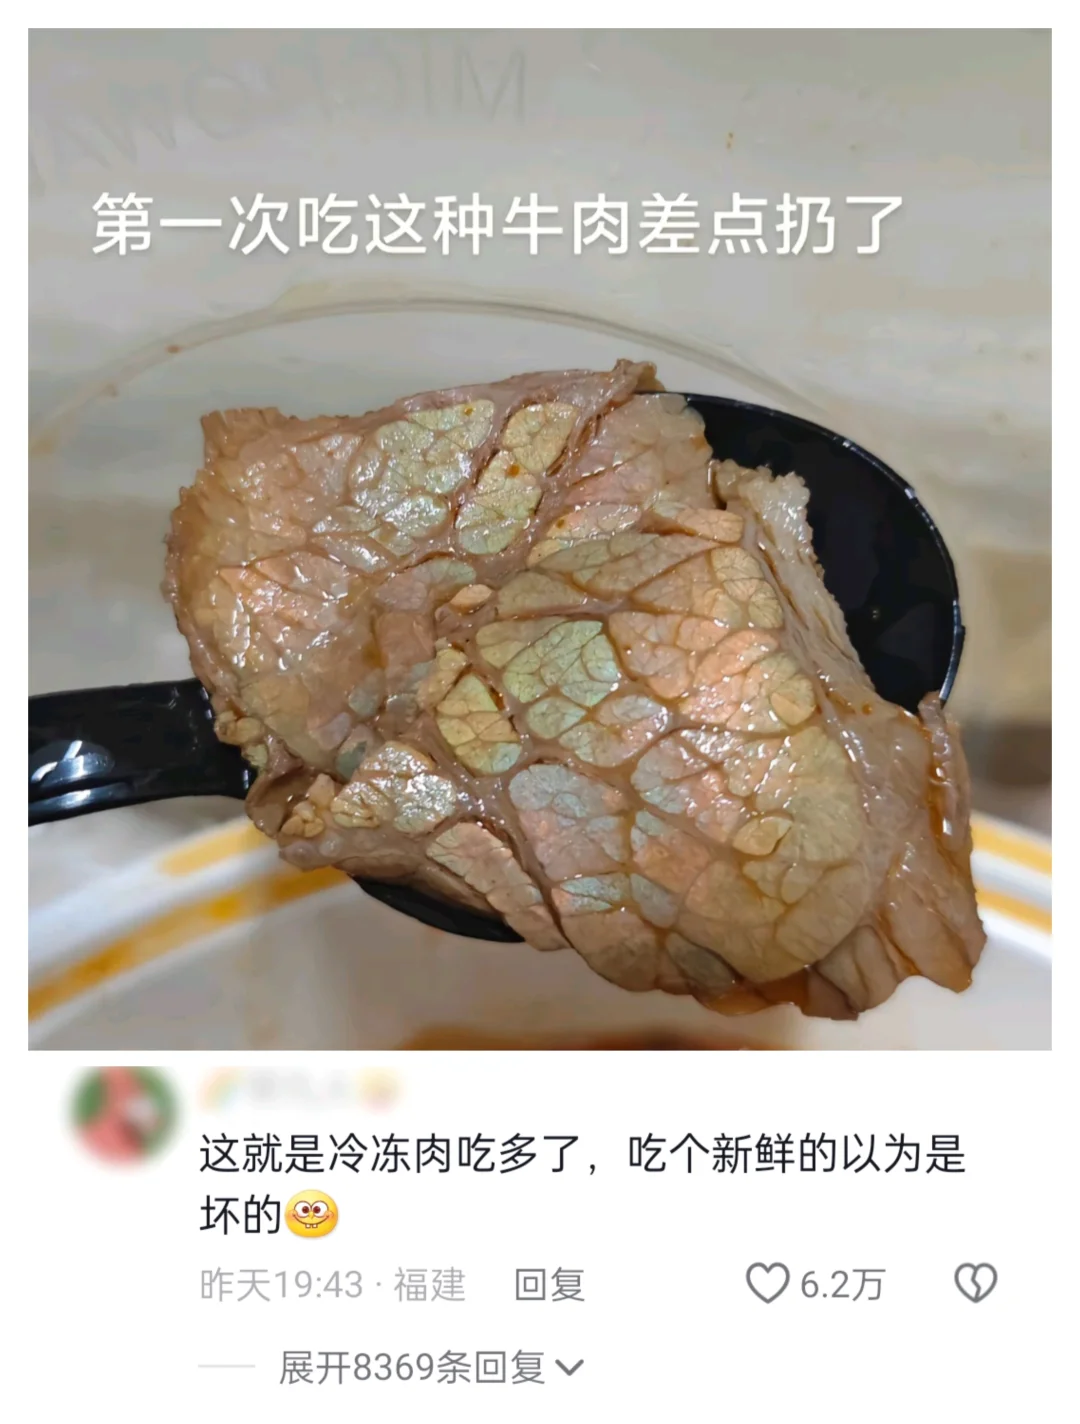 第一次吃这种牛肉差点扔了
这就是冷冻肉吃多了，吃个新鲜的以为是
坏的
昨天19:43 · 福建 回复 6.2万
展开8369条回复